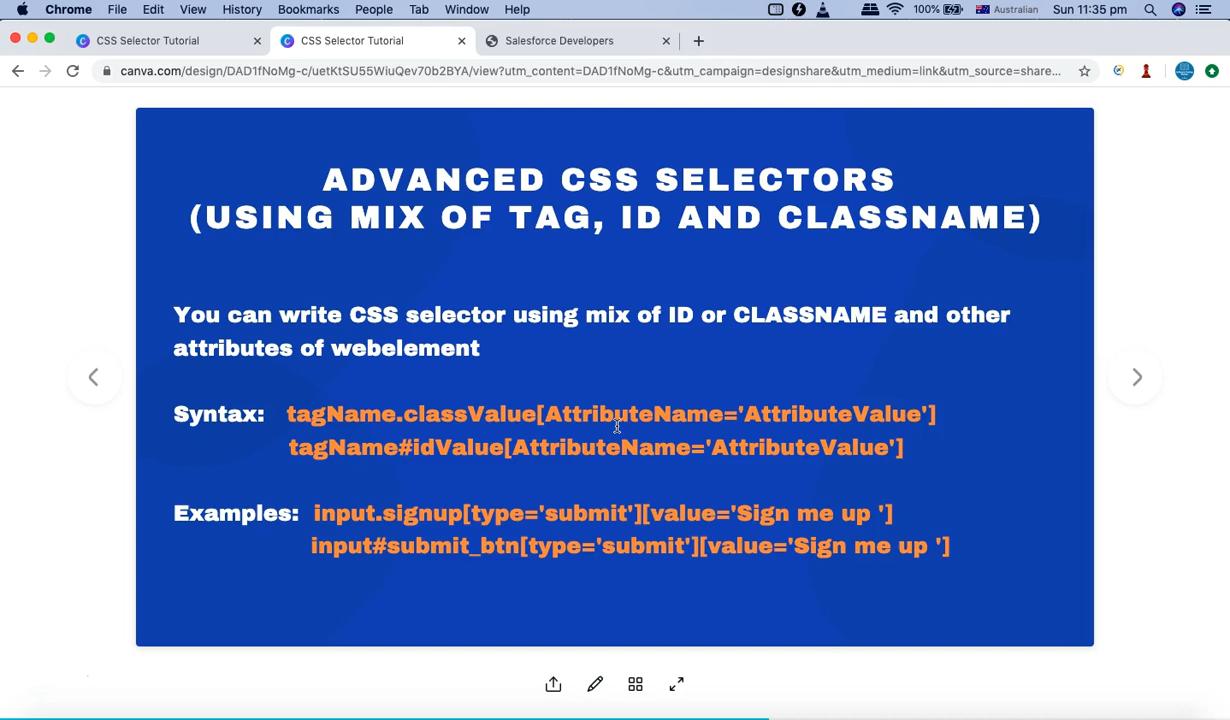 Chrome File Edit View History Bookmarks People Tab Window Help 100% Australian Sun 11:35 pm
CSS Selector Tutorial CSS Selector Tutorial Salesforce Developers
canva.com/design/DAD1fNoMg-c/uetKtSU55WiuQev70b2BYA/view?utm_content=DAD1fNoMg-c&utm_campaign=designshare&utm_medium=link&utm_source=share...
ADVANCED CSS SELECTORS
(USING MIX OF TAG, ID AND CLASSNAME)
You can write CSS selector using mix of ID or CLASSNAME and other
attributes of webelement
Syntax: tagName.classValue[AttributeName='AttributeValue']
tagName#idValue[AttributeName='AttributeValue']
Examples: input.signup[type='submit'][value='Sign me up ']
input#submit_btn[type='submit'][value='Sign me up ']